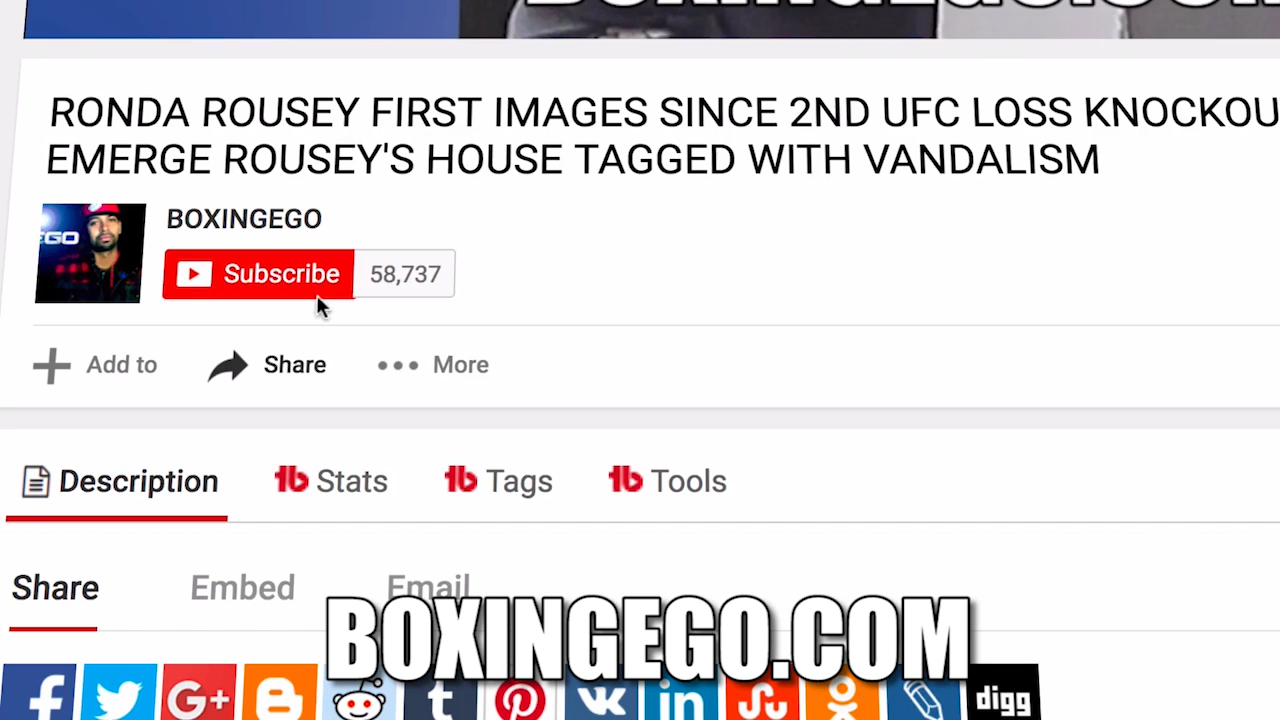 RONDA ROUSEY FIRST IMAGES SINCE 2ND UFC LOSS
EMERGE ROUSEY'S HOUSE TAGGED WITH VANDALISM
BOXINGEGO
Subscribe 58,737
Add to Share More
Description Stats Tags Tools
Share Embed Email
BOXINGEGO.COM
digg